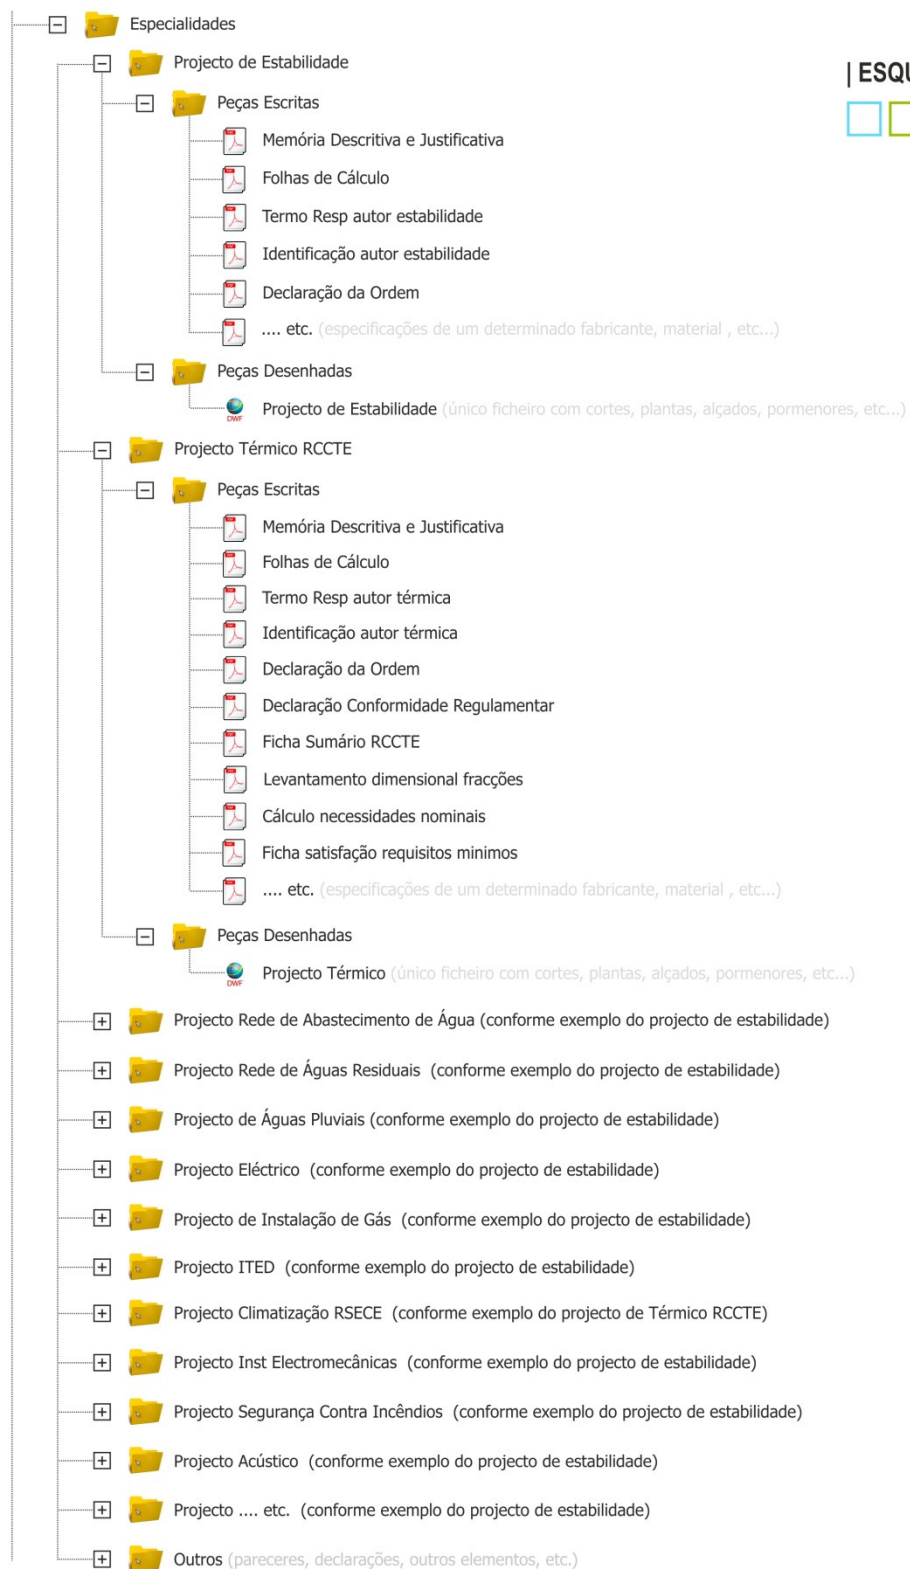 Especialidades
Projecto de Estabilidade
| ESQU
Peças Escritas
Memória Descritiva e Justificativa
Folhas de Cálculo
Termo Resp autor estabilidade
Identificação autor estabilidade
Declaração da Ordem
.... etc. (especificações de um determinado fabricante, material , etc...)
Peças Desenhadas
DWF Projecto de Estabilidade (único ficheiro com cortes, plantas, alçados, pormenores, etc...)
Projecto Térmico RCCTE
Peças Escritas
Memória Descritiva e Justificativa
Folhas de Cálculo
Termo Resp autor térmica
Identificação autor térmica
Declaração da Ordem
Declaração Conformidade Regulamentar
Ficha Sumário RCCTE
Levantamento dimensional fracções
Cálculo necessidades nominais
Ficha satisfação requisitos minimos
.... etc. (especificações de um determinado fabricante, material , etc...)
Peças Desenhadas
DWF Projecto Térmico (único ficheiro com cortes, plantas, alçados, pormenores, etc...)
Projecto Rede de Abastecimento de Água (conforme exemplo do projecto de estabilidade)
Projecto Rede de Águas Residuais (conforme exemplo do projecto de estabilidade)
Projecto de Águas Pluviais (conforme exemplo do projecto de estabilidade)
Projecto Eléctrico (conforme exemplo do projecto de estabilidade)
Projecto de Instalação de Gás (conforme exemplo do projecto de estabilidade)
Projecto ITED (conforme exemplo do projecto de estabilidade)
Projecto Climatização RSECE (conforme exemplo do projecto de Térmico RCCTE)
Projecto Inst Electromecânicas (conforme exemplo do projecto de estabilidade)
Projecto Segurança Contra Incêndios (conforme exemplo do projecto de estabilidade)
Projecto Acústico (conforme exemplo do projecto de estabilidade)
Projecto .... etc. (conforme exemplo do projecto de estabilidade)
Outros (pareceres, declarações, outros elementos, etc.)